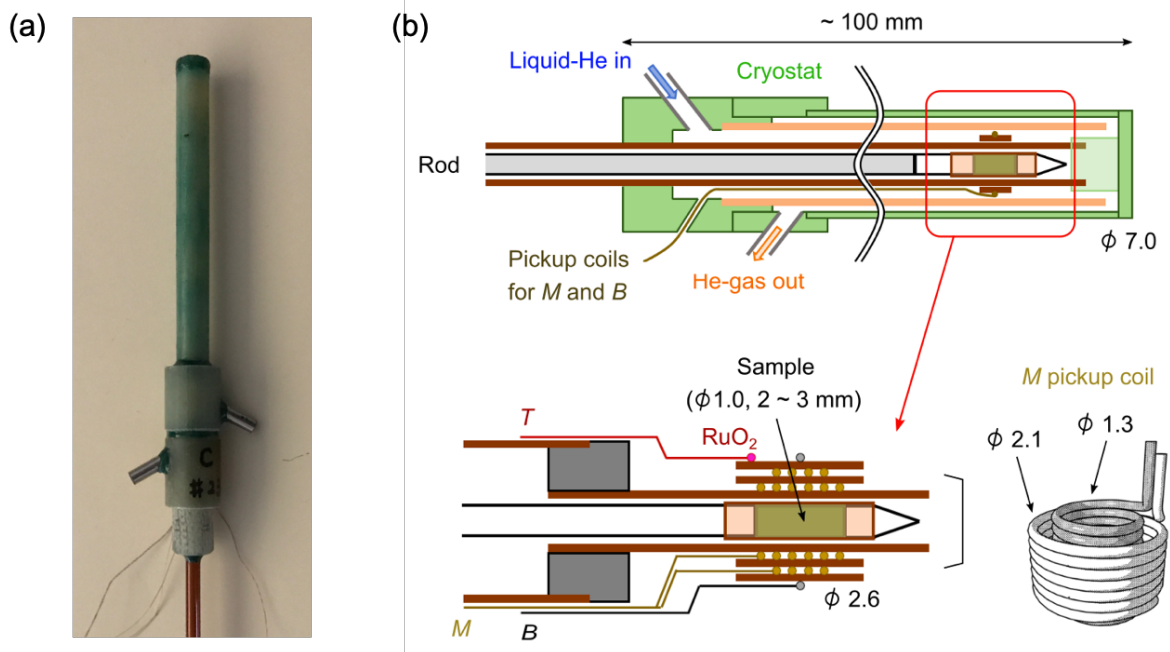 (a)
C
(b)
~ 100 mm
Liquid-He in
Cryostat
Rod
ϕ 7.0
Pickup coils
for M and B
He-gas out
Sample
(ϕ1.0, 2 ~ 3 mm)
M pickup coil
T
RuO₂
ϕ 2.1
ϕ 1.3
ϕ 2.6
M
B